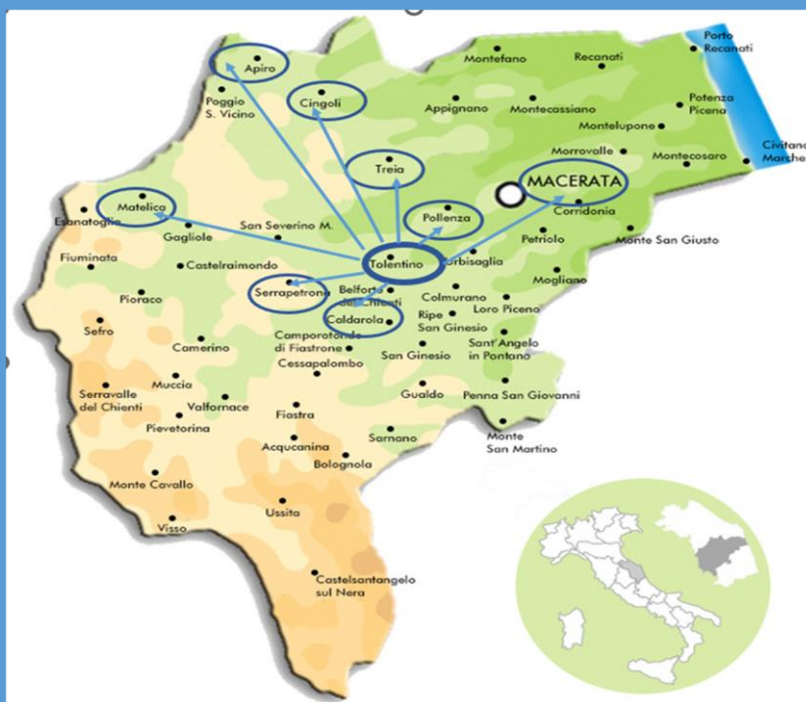 Porto
Recanati
Montefano
Recanati
Apiro
Poggio
S. Vicino
Cingoli
Appignano
Montecassiano
Potenza
Picena
Montelupone
Treia
Morrovalle
Montecosaro
Civitano
Marche
MACERATA
Matelica
Esanatoglia
Gagliole
San Severino M.
Pollenza
Corridonia
Petriolo
Monte San Giusto
Fiuminata
Castelraimondo
Tolentino
Urbisaglia
Mogliano
Pioraco
Serrapetrona
Belforte
del Chienti
Colmurano
Loro Piceno
Sefro
Caldarola
Ripe
San Ginesio
Camerino
Camporotondo
di Fiastrone
Sant'Angelo
in Pontano
Cessapalombo
San Ginesio
Muccia
Serravalle
del Chienti
Valfornace
Gualdo
Penna San Giovanni
Pievetorina
Fiastra
Acqucanina
Sarnano
Monte
San Martino
Bolognola
Monte Cavallo
Ussita
Visso
Castelsantangelo
sul Nera